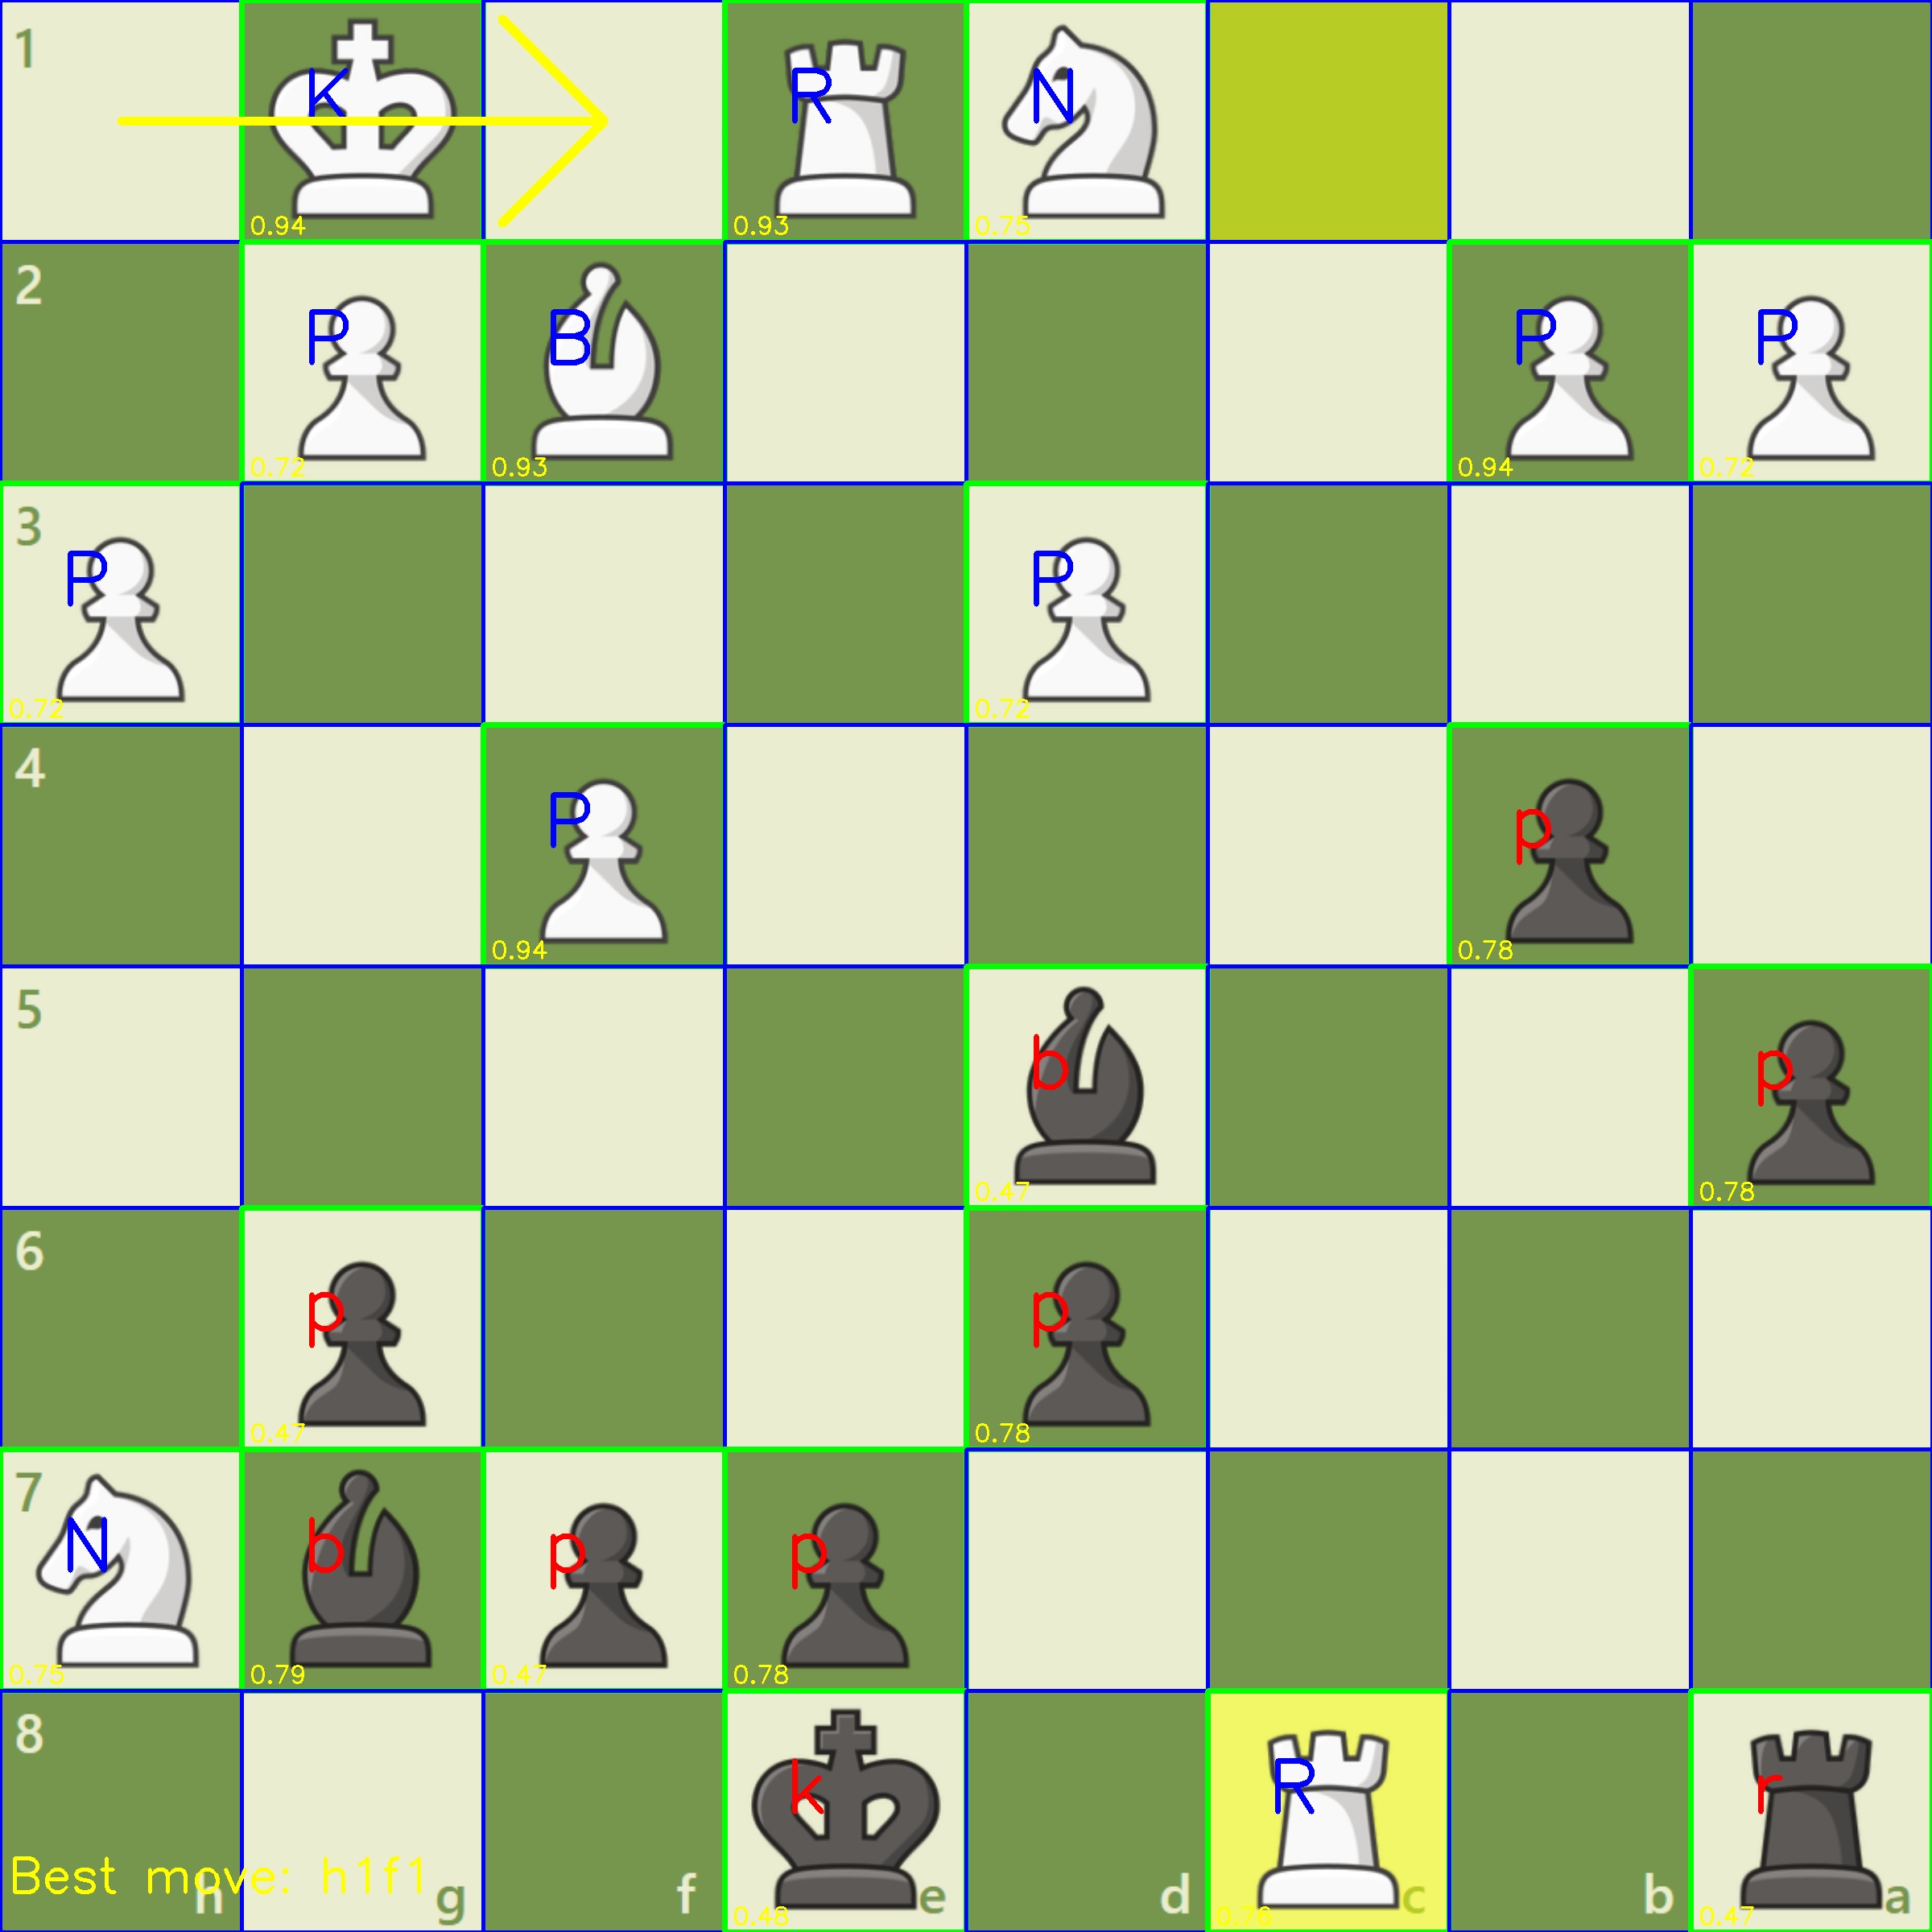 1 K R N
0.94 0.93 0.75
2 P B P P
0.72 0.93 0.94 0.72
3 P P
0.72 0.72
4 P p
0.94 0.78
5 b p
0.47 0.78
6 p p
0.47 0.78
7 N b p p
0.75 0.79 0.47 0.78
8 k R r
Best move: h1f1
h g f e d c b a
0.48 0.76 0.47